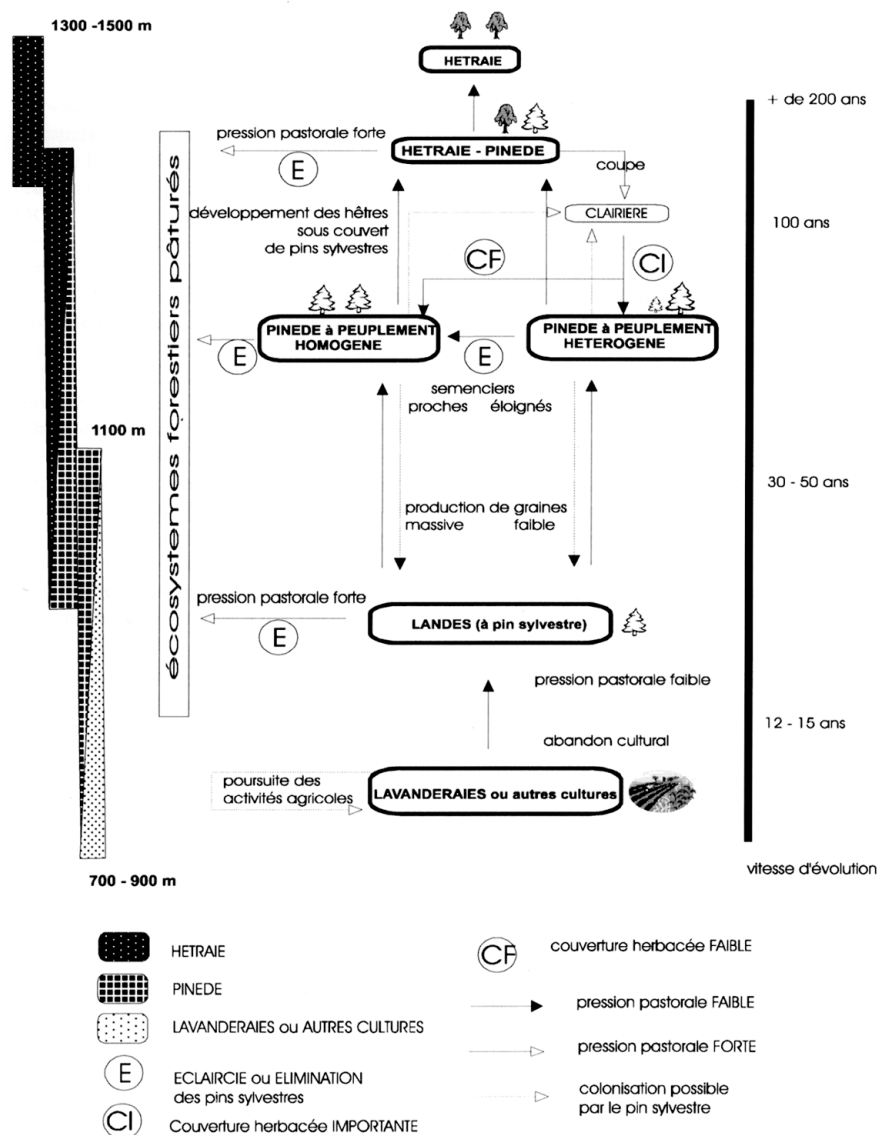 1300 -1500 m
HETRAIE
+ de 200 ans
pression pastorale forte
E
HETRAIE - PINEDE
coupe
développement des hêtres
sous couvert
de pins sylvestres
CLAIRIERE
100 ans
CF
CI
PINEDE à PEUPLEMENT
HOMOGENE
PINEDE à PEUPLEMENT
HETEROGENE
E
E
semenciers
proches éloignés
1100 m
écosystemes forestiers pâturés
30 - 50 ans
production de graines
massive faible
pression pastorale forte
E
LANDES (à pin sylvestre)
pression pastorale faible
12 - 15 ans
abandon cultural
poursuite des
activités agricoles
LAVANDERAIES ou autres cultures
700 - 900 m
vitesse d'évolution
HETRAIE
PINEDE
LAVANDERAIES ou AUTRES CULTURES
E
ECLAIRCIE ou ELIMINATION
des pins sylvestres
CI
Couverture herbacée IMPORTANTE
CF
couverture herbacée FAIBLE
pression pastorale FAIBLE
pression pastorale FORTE
colonisation possible
par le pin sylvestre